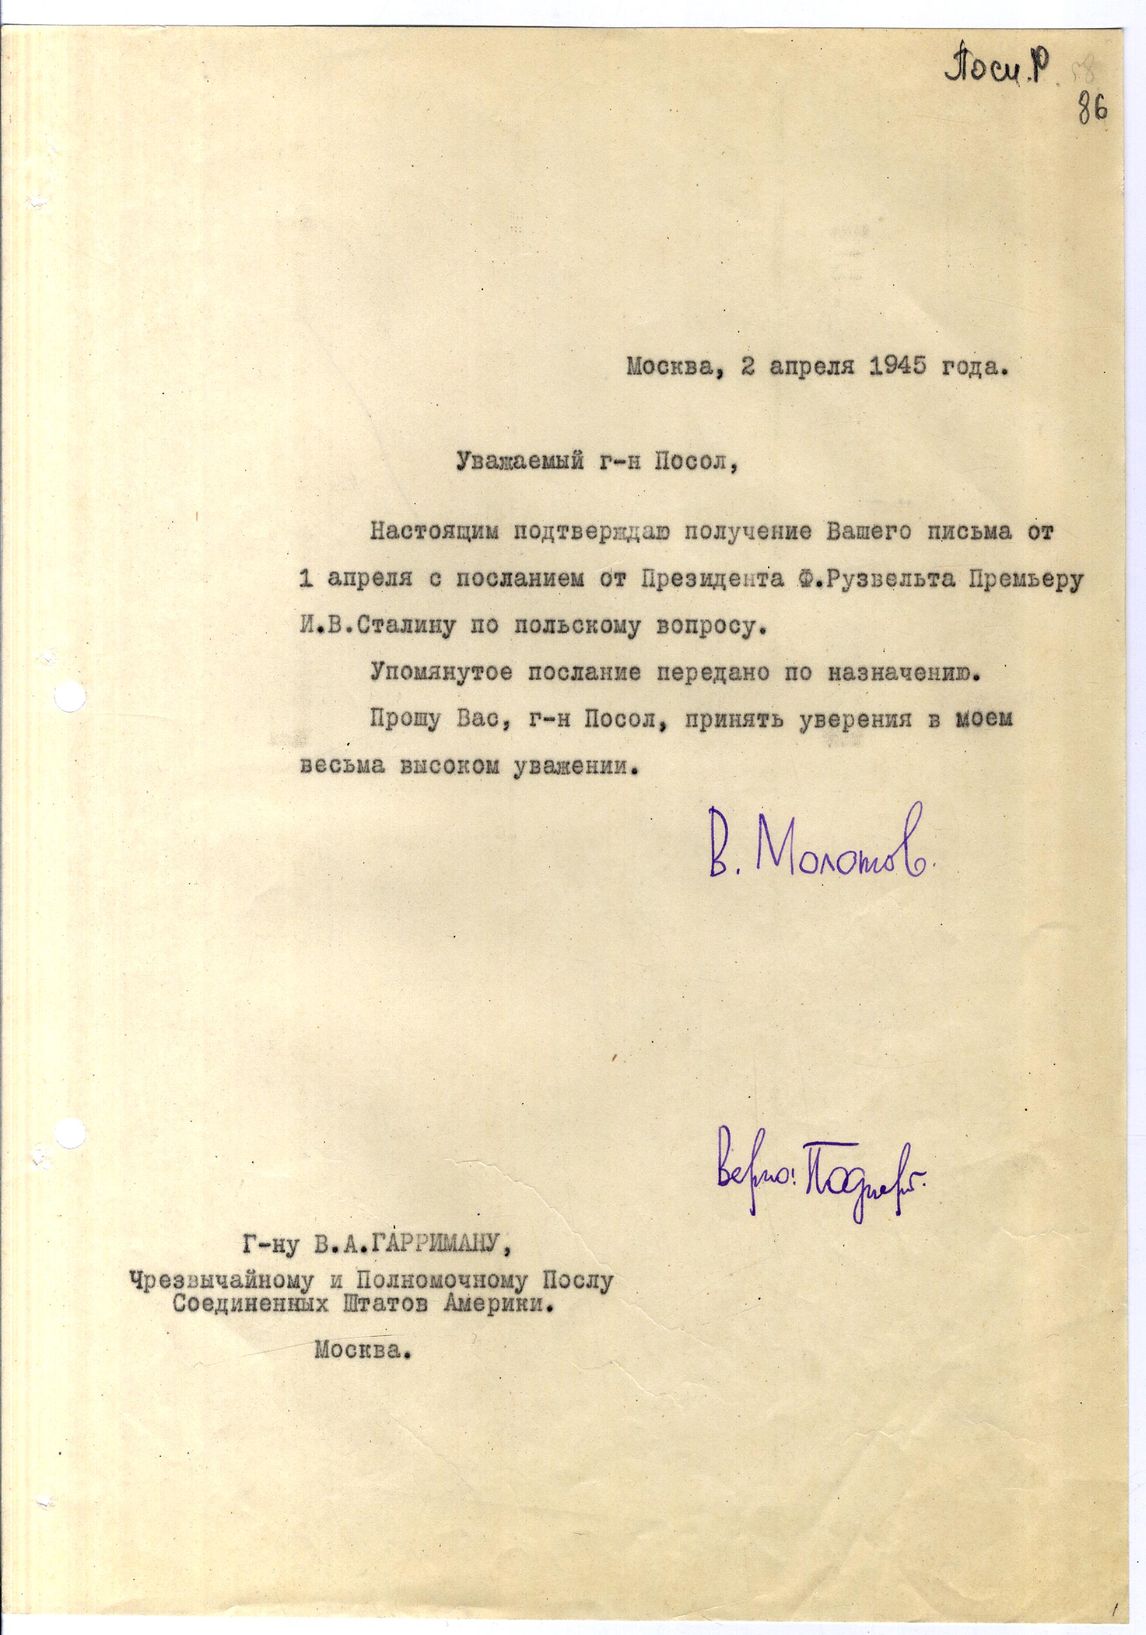 Посл. Р
58
86
Москва, 2 апреля 1945 года.
Уважаемый г-н Посол,
Настоящим подтверждаю получение Вашего письма от
1 апреля с посланием от Президента Ф.Рузвельта Премьеру
И.В.Сталину по польскому вопросу.
Упомянутое послание передано по назначению.
Прошу Вас, г-н Посол, принять уверения в моем
весьма высоком уважении.
В. Молотов.
Верно:
Г-ну В.А.ГАРРИМАНУ,
Чрезвычайному и Полномочному Послу
Соединенных Штатов Америки.
Москва.